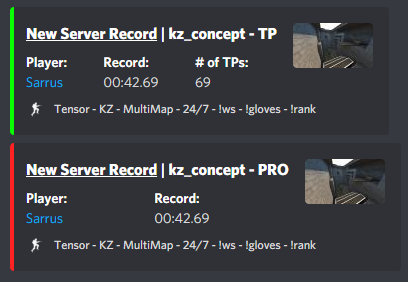 New Server Record | kz_concept - TP
Player: Record: # of TPs:
Sarrus 00:42.69 69
Tensor - KZ - MultiMap - 24/7 - !ws - !gloves - !rank
New Server Record | kz_concept - PRO
Player: Record:
Sarrus 00:42.69
Tensor - KZ - MultiMap - 24/7 - !ws - !gloves - !rank